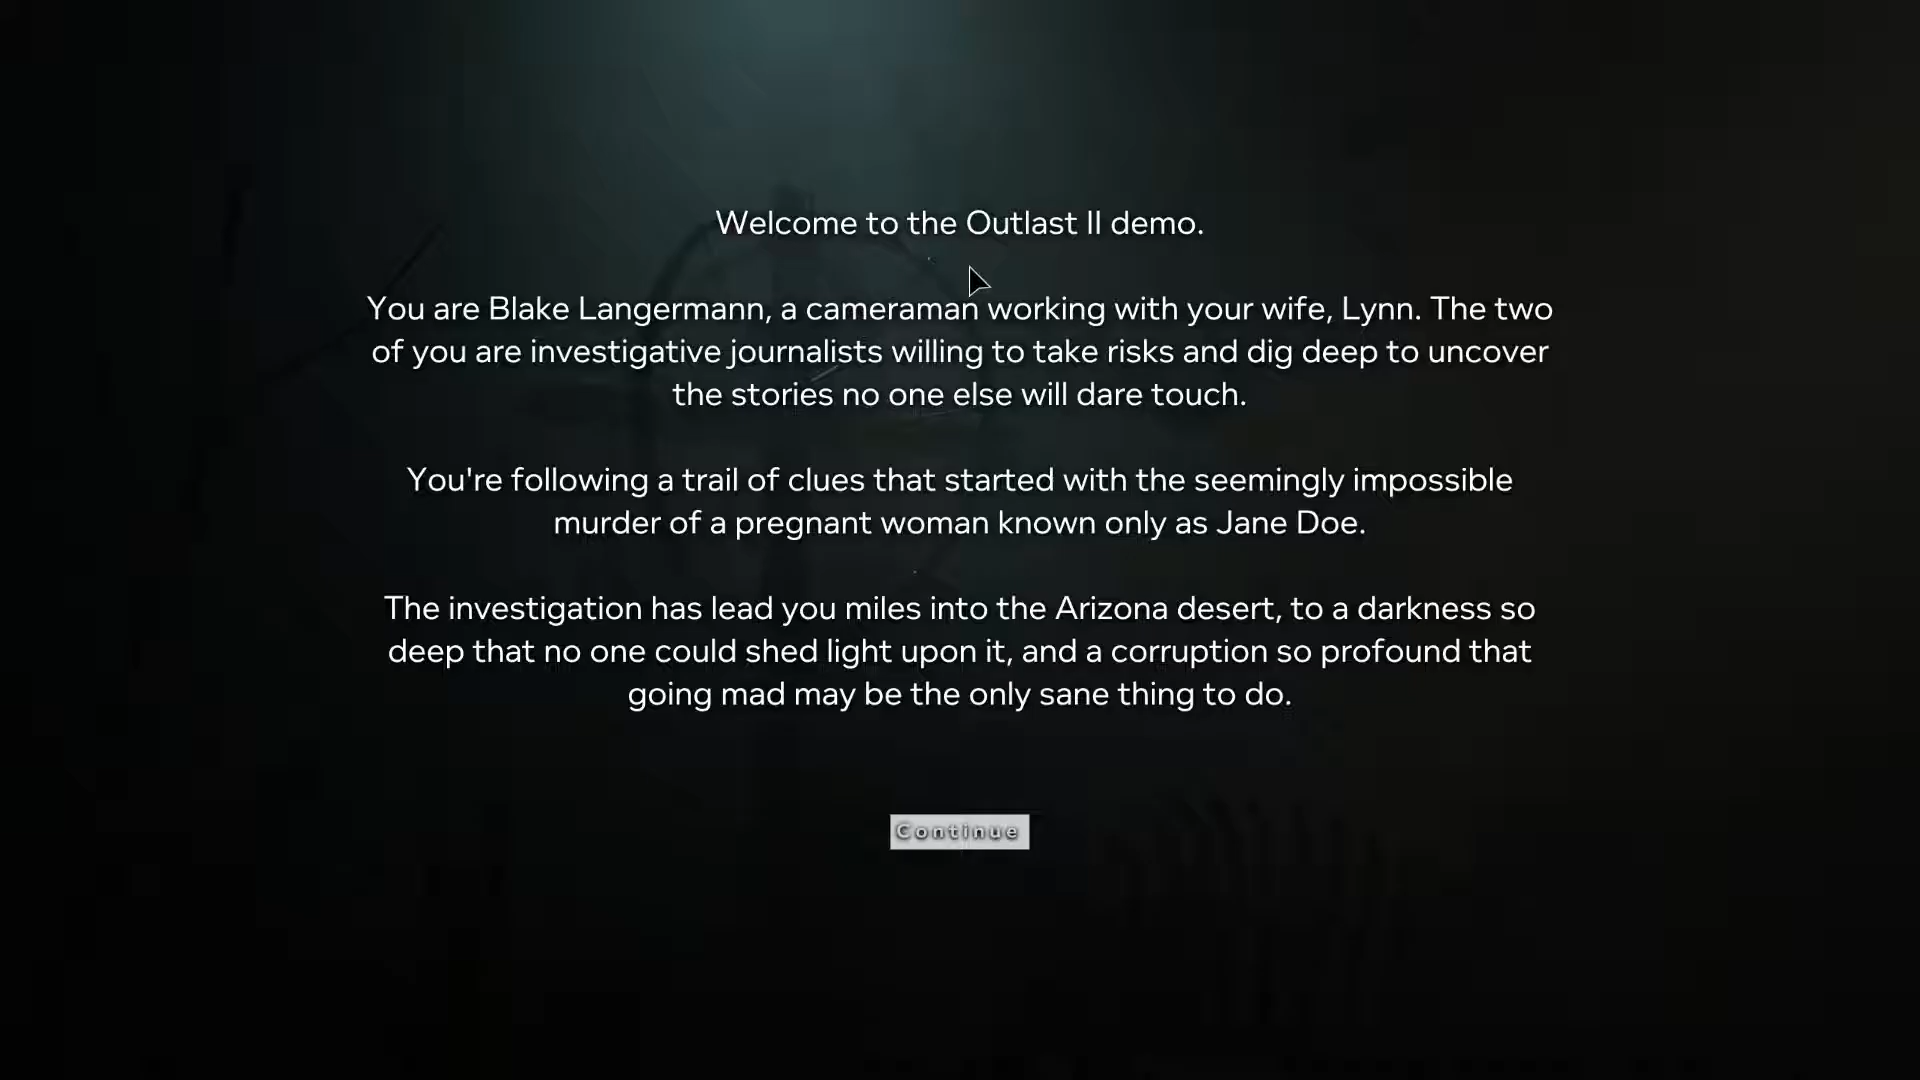 Welcome to the Outlast II demo.
You are Blake Langermann, a cameraman working with your wife, Lynn. The two
of you are investigative journalists willing to take risks and dig deep to uncover
the stories no one else will dare touch.
You're following a trail of clues that started with the seemingly impossible
murder of a pregnant woman known only as Jane Doe.
The investigation has lead you miles into the Arizona desert, to a darkness so
deep that no one could shed light upon it, and a corruption so profound that
going mad may be the only sane thing to do.
Continue